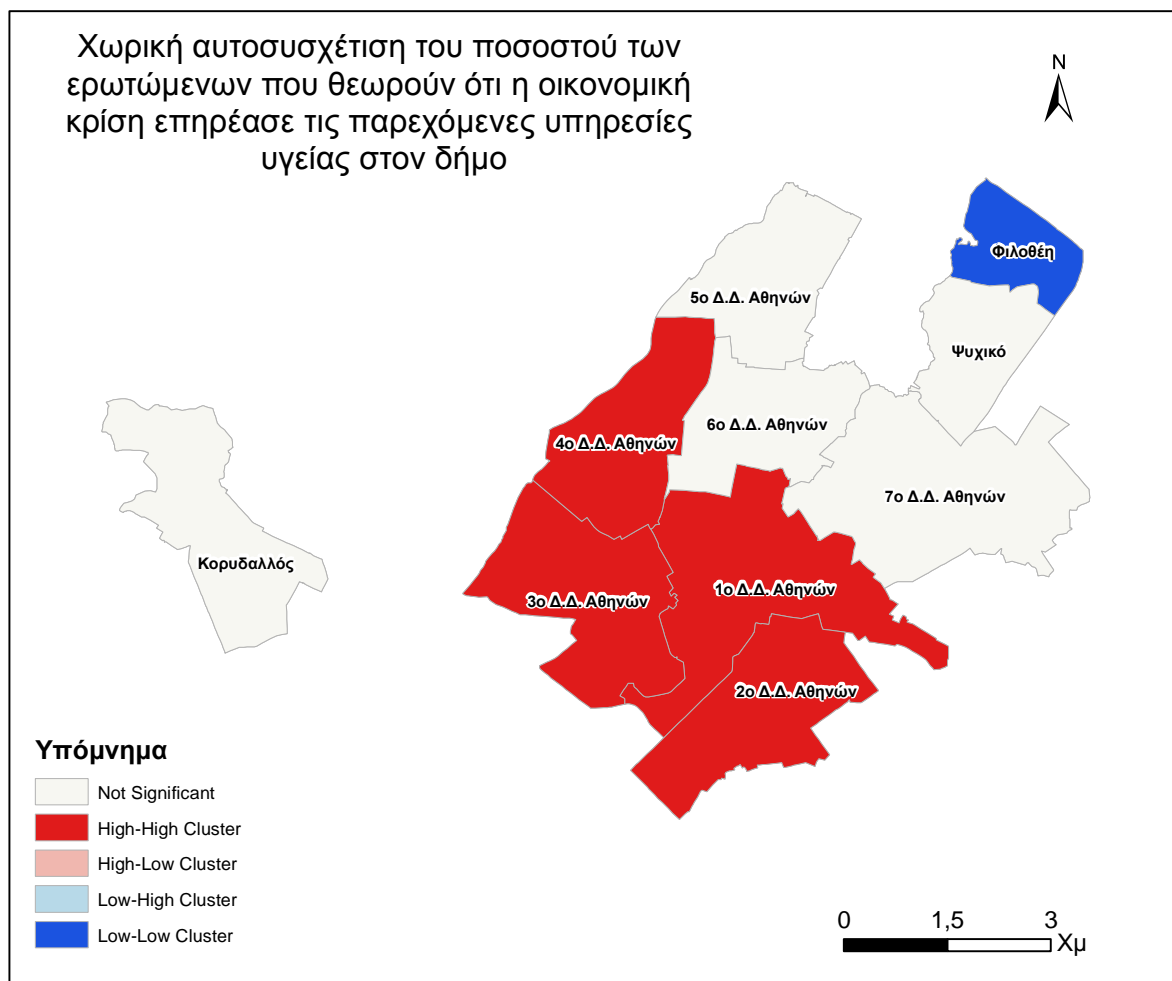 Χωρική αυτοσυσχέτιση του ποσοστού των
ερωτώμενων που θεωρούν ότι η οικονομική
κρίση επηρέασε τις παρεχόμενες υπηρεσίες
υγείας στον δήμο
N
Φιλοθέη
5ο Δ.Δ. Αθηνών
Ψυχικό
6ο Δ.Δ. Αθηνών
4ο Δ.Δ. Αθηνών
7ο Δ.Δ. Αθηνών
Κορυδαλλός
1ο Δ.Δ. Αθηνών
3ο Δ.Δ. Αθηνών
2ο Δ.Δ. Αθηνών
Υπόμνημα
Not Significant
High-High Cluster
High-Low Cluster
Low-High Cluster
Low-Low Cluster
0 1,5 3
Χμ